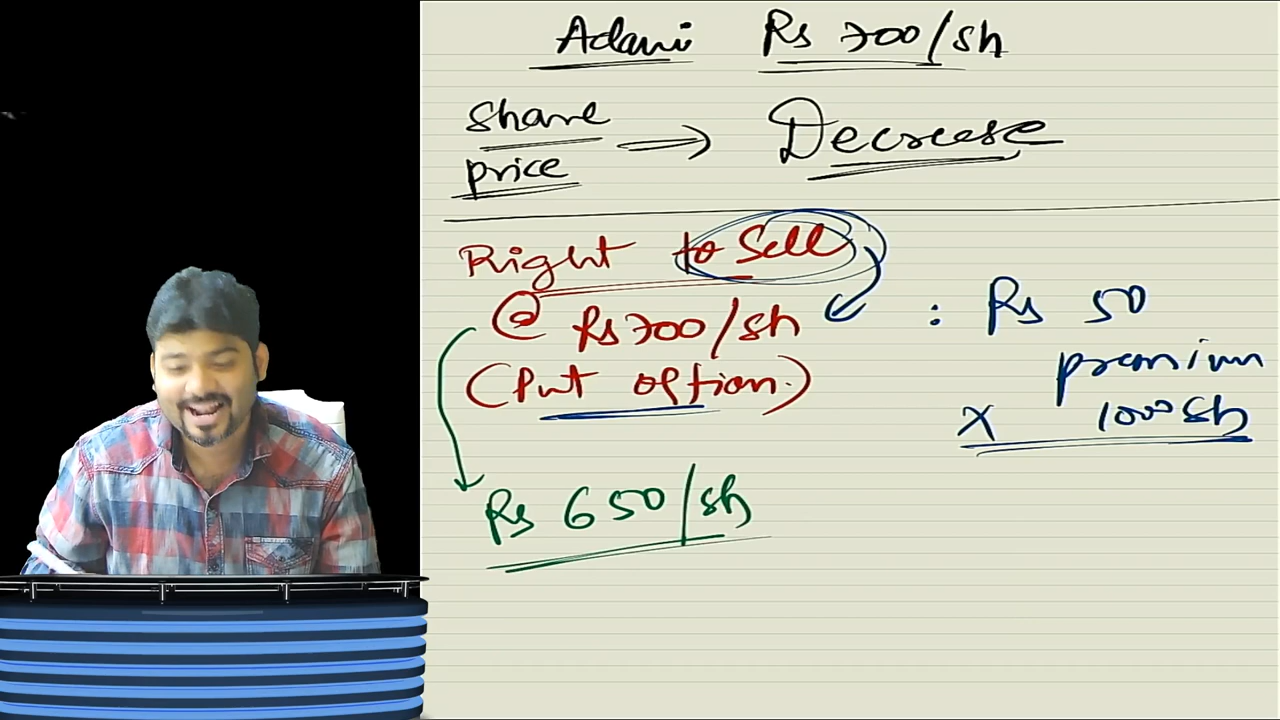 Adani Rs 700/sh
Share price ⇒ Decrease
Right to Sell
@ Rs 700/sh : Rs 50
premium
(Put option.)
X 1000 sh
Rs 650/sh